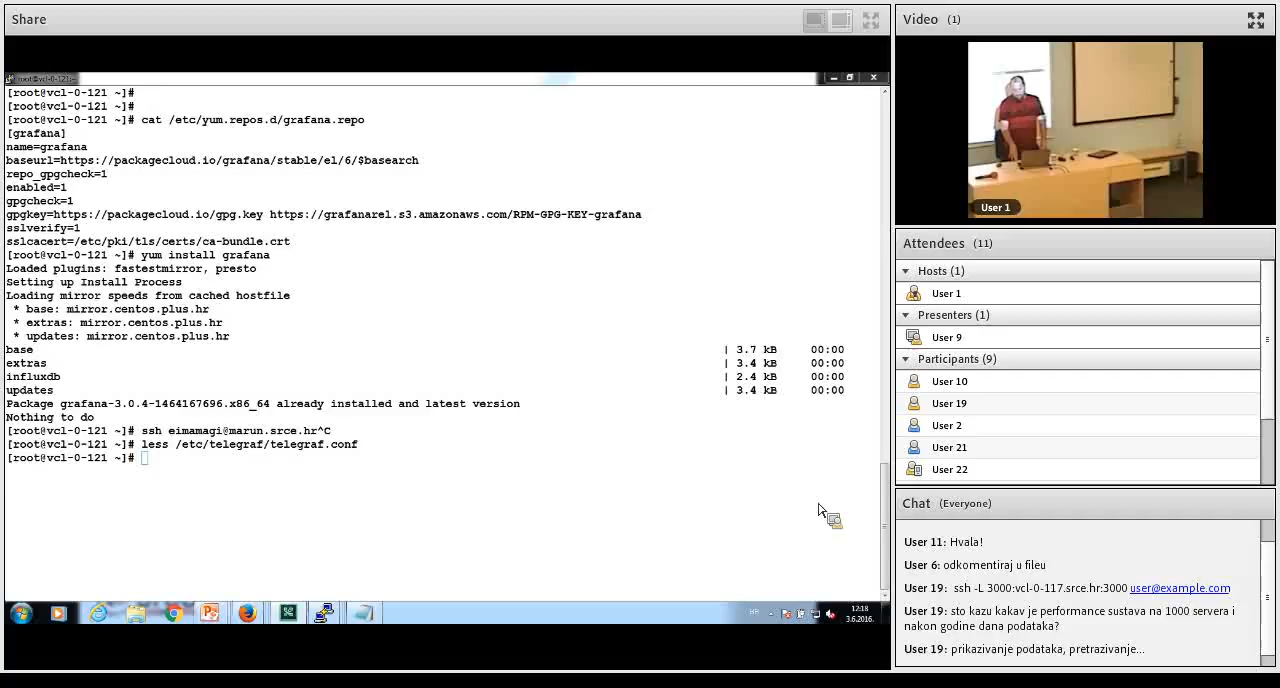 Share
root@vcl-0-121:~
[root@vcl-0-121 ~]#
[root@vcl-0-121 ~]#
[root@vcl-0-121 ~]# cat /etc/yum.repos.d/grafana.repo
[grafana]
name=grafana
baseurl=https://packagecloud.io/grafana/stable/el/6/$basearch
repo_gpgcheck=1
enabled=1
gpgcheck=1
gpgkey=https://packagecloud.io/gpg.key https://grafanarel.s3.amazonaws.com/RPM-GPG-KEY-grafana
sslverify=1
sslcacert=/etc/pki/tls/certs/ca-bundle.crt
[root@vcl-0-121 ~]# yum install grafana
Loaded plugins: fastestmirror, presto
Setting up Install Process
Loading mirror speeds from cached hostfile
* base: mirror.centos.plus.hr
* extras: mirror.centos.plus.hr
* updates: mirror.centos.plus.hr
base | 3.7 kB 00:00
extras | 3.4 kB 00:00
influxdb | 2.4 kB 00:00
updates | 3.4 kB 00:00
Package grafana-3.0.4-1464167696.x86_64 already installed and latest version
Nothing to do
[root@vcl-0-121 ~]# ssh eimamagi@marun.srce.hr^C
[root@vcl-0-121 ~]# less /etc/telegraf/telegraf.conf
[root@vcl-0-121 ~]#
HR
12:18
3.6.2016.
Video (1)
User 1
Attendees (11)
Hosts (1)
User 1
Presenters (1)
User 9
Participants (9)
User 10
User 19
User 2
User 21
User 22
Chat (Everyone)
User 11: Hvala!
User 6: odkomentiraj u fileu
User 19: ssh -L 3000:vcl-0-117.srce.hr:3000 user@example.com
User 19: sto kazu kakav je performance sustava na 1000 servera i
nakon godine dana podataka?
User 19: prikazivanje podataka, pretrazivanje...